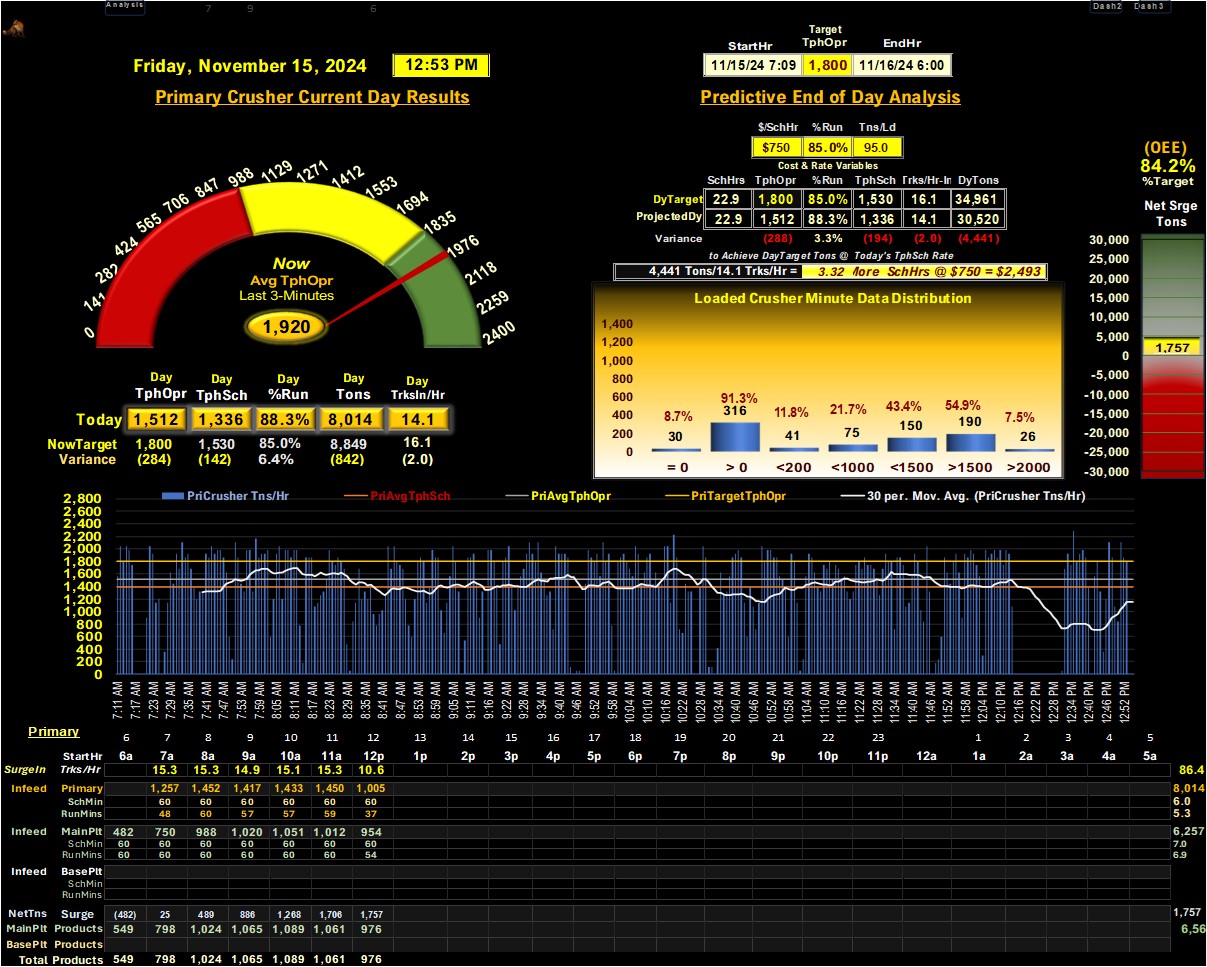 Analysis 7 9 6 Dash2 Dash3
Friday, November 15, 2024 12:53 PM
StartHr Target TphOpr EndHr
11/15/24 7:09 1,800 11/16/24 6:00
Primary Crusher Current Day Results
Predictive End of Day Analysis
$/SchHr %Run Tns/Ld
$750 85.0% 95.0
Cost & Rate Variables
SchHrs TphOpr %Run TphSch Trks/Hr-In DyTons
DyTarget 22.9 1,800 85.0% 1,530 16.1 34,961
ProjectedDy 22.9 1,512 88.3% 1,336 14.1 30,520
Variance (288) 3.3% (194) (2.0) (4,441)
to Achieve DayTarget Tons @ Today's TphSch Rate
4,441 Tons/14.1 Trks/Hr = 3.32 More SchHrs @ $750 = $2,493
(OEE)
84.2%
%Target
Net Srge
Tons
30,000
25,000
20,000
15,000
10,000
5,000
1,757
0
-5,000
-10,000
-15,000
-20,000
-25,000
-30,000
0 141 282 424 565 706 847 988 1129 1271 1412 1553 1694 1835 1976 2118 2259 2400
Now
Avg TphOpr
Last 3-Minutes
1,920
Day Day Day Day Day
TphOpr TphSch %Run Tons TrksIn/Hr
Today 1,512 1,336 88.3% 8,014 14.1
NowTarget 1,800 1,530 85.0% 8,849 16.1
Variance (284) (142) 6.4% (842) (2.0)
Loaded Crusher Minute Data Distribution
1,400
1,200
1,000
800
600
400
200
0
8.7% 91.3% 11.8% 21.7% 43.4% 54.9% 7.5%
30 316 41 75 150 190 26
= 0 > 0 <200 <1000 <1500 >1500 >2000
PriCrusher Tns/Hr PriAvgTphSch PriAvgTphOpr PriTargetTphOpr 30 per. Mov. Avg. (PriCrusher Tns/Hr)
2,800
2,600
2,400
2,200
2,000
1,800
1,600
1,400
1,200
1,000
800
600
400
200
0
7:11 AM 7:17 AM 7:23 AM 7:29 AM 7:35 AM 7:41 AM 7:47 AM 7:53 AM 7:59 AM 8:05 AM 8:11 AM 8:17 AM 8:23 AM 8:29 AM 8:35 AM 8:41 AM 8:47 AM 8:53 AM 8:59 AM 9:05 AM 9:11 AM 9:16 AM 9:22 AM 9:28 AM 9:34 AM 9:40 AM 9:46 AM 9:52 AM 9:58 AM 10:04 AM 10:10 AM 10:16 AM 10:22 AM 10:28 AM 10:34 AM 10:40 AM 10:46 AM 10:52 AM 10:58 AM 11:04 AM 11:10 AM 11:16 AM 11:22 AM 11:28 AM 11:34 AM 11:40 AM 11:46 AM 11:52 AM 11:58 AM 12:04 PM 12:10 PM 12:16 PM 12:22 PM 12:28 PM 12:34 PM 12:40 PM 12:46 PM 12:52 PM
Primary 6 7 8 9 10 11 12 13 14 15 16 17 18 19 20 21 22 23 1 2 3 4 5
StartHr 6a 7a 8a 9a 10a 11a 12p 1p 2p 3p 4p 5p 6p 7p 8p 9p 10p 11p 12a 1a 2a 3a 4a 5a
SurgeIn Trks/Hr 15.3 15.3 14.9 15.1 15.3 10.6 86.4
Infeed Primary 1,257 1,452 1,417 1,433 1,450 1,005 8,014
SchMin 60 60 60 60 60 60 6.0
RunMins 48 60 57 57 59 37 5.3
Infeed MainPlt 482 750 988 1,020 1,051 1,012 954 6,257
SchMin 60 60 60 60 60 60 60 7.0
RunMins 60 60 60 60 60 60 54 6.9
Infeed BasePlt
SchMin
RunMins
NetTns Surge (482) 25 489 886 1,268 1,706 1,757 1,757
MainPlt Products 549 798 1,024 1,065 1,089 1,061 976 6,56
BasePlt Products
Total Products 549 798 1,024 1,065 1,089 1,061 976